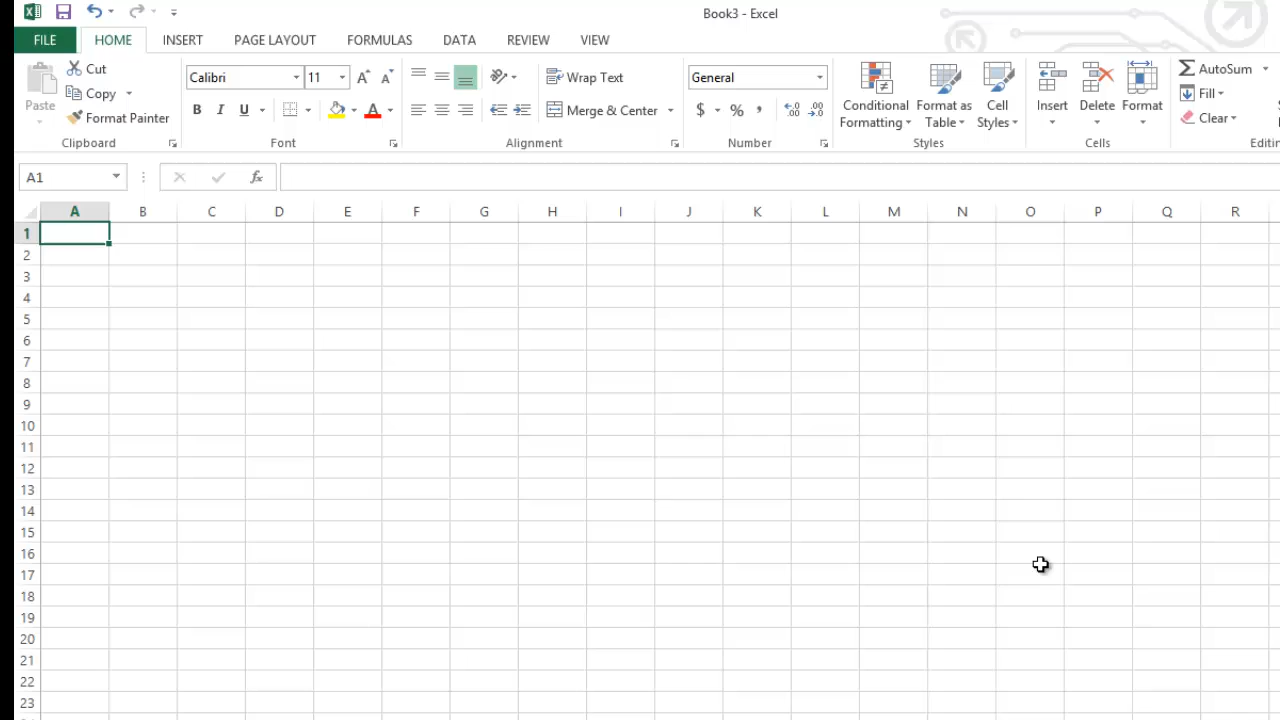 Book3 - Excel
FILE HOME INSERT PAGE LAYOUT FORMULAS DATA REVIEW VIEW
Paste
Cut
Copy
Format Painter
Clipboard
Calibri 11
B I U A
Font
Wrap Text
Merge & Center
Alignment
General
$ % ,
Number
Conditional Formatting
Format as Table
Cell Styles
Styles
Insert Delete Format
Cells
AutoSum
Fill
Clear
A1 fx
A B C D E F G H I J K L M N O P Q R
1
2
3
4
5
6
7
8
9
10
11
12
13
14
15
16
17
18
19
20
21
22
23